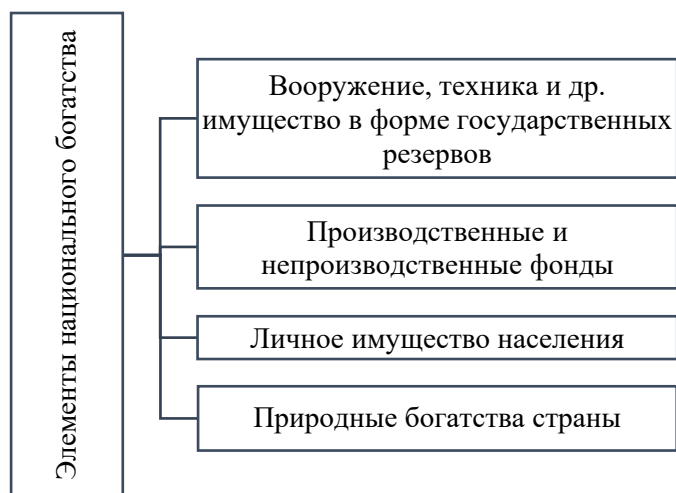 Элементы национального богатства
Вооружение, техника и др.
имущество в форме государственных
резервов
Производственные и
непроизводственные фонды
Личное имущество населения
Природные богатства страны